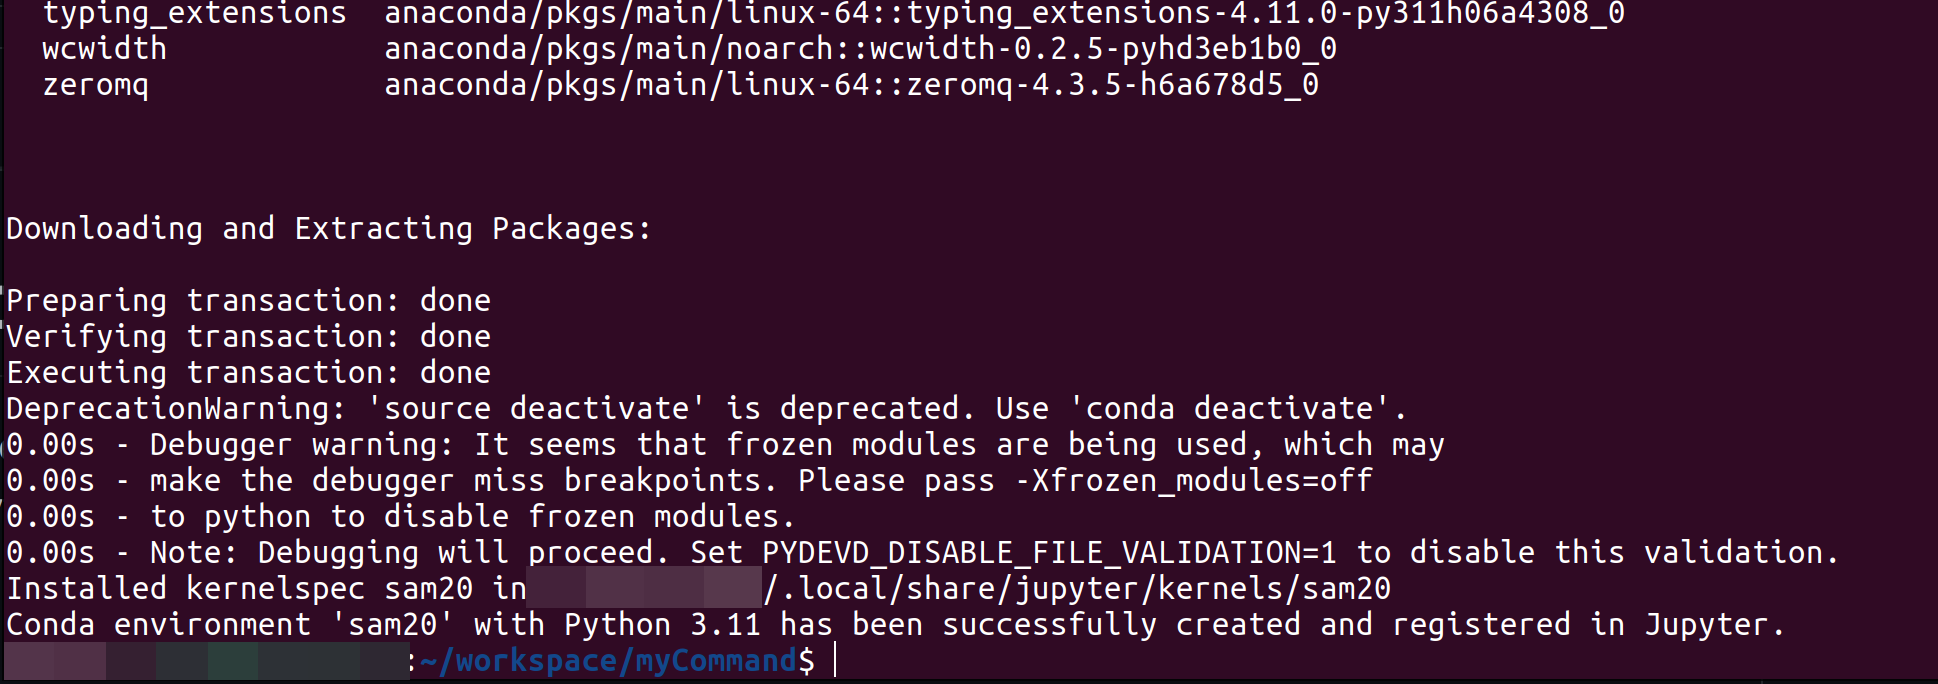 typing_extensions  anaconda/pkgs/main/linux-64::typing_extensions-4.11.0-py311h06a4308_0
wcwidth            anaconda/pkgs/main/noarch::wcwidth-0.2.5-pyhd3eb1b0_0
zeromq             anaconda/pkgs/main/linux-64::zeromq-4.3.5-h6a678d5_0
Downloading and Extracting Packages:
Preparing transaction: done
Verifying transaction: done
Executing transaction: done
DeprecationWarning: 'source deactivate' is deprecated. Use 'conda deactivate'.
0.00s - Debugger warning: It seems that frozen modules are being used, which may
0.00s - make the debugger miss breakpoints. Please pass -Xfrozen_modules=off
0.00s - to python to disable frozen modules.
0.00s - Note: Debugging will proceed. Set PYDEVD_DISABLE_FILE_VALIDATION=1 to disable this validation.
Installed kernelspec sam20 in /.local/share/jupyter/kernels/sam20
Conda environment 'sam20' with Python 3.11 has been successfully created and registered in Jupyter.
:~/workspace/myCommand$